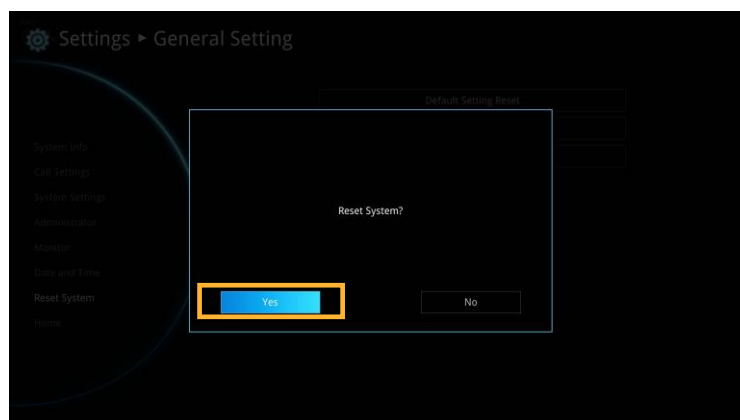 Settings ▸ General Setting
Default Setting Reset
System Info
Call Settings
System Settings
Administrator
Monitor
Date and Time
Reset System
Home
Reset System?
Yes
No